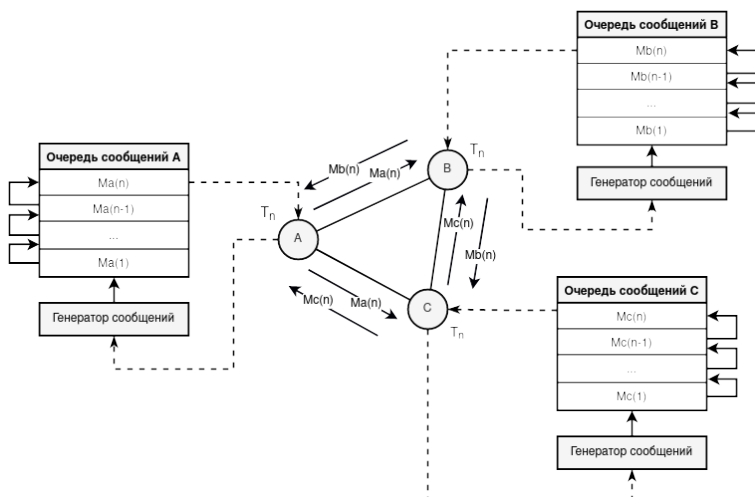 Очередь сообщений B
Mb(n)
Mb(n-1)
...
Mb(1)
Генератор сообщений
Очередь сообщений A
Ma(n)
Ma(n-1)
...
Ma(1)
Генератор сообщений
Mb(n)
Ma(n)
B
Tn
Tn
A
Mc(n)
Mb(n)
Mc(n)
Ma(n)
C
Tn
Очередь сообщений C
Mc(n)
Mc(n-1)
...
Mc(1)
Генератор сообщений